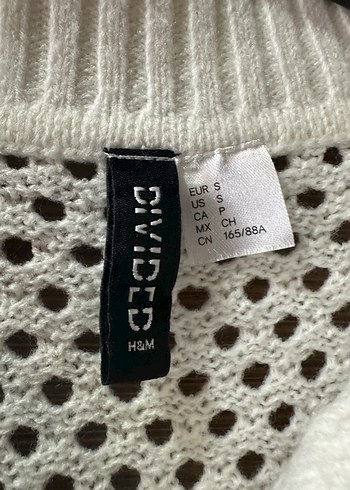 DIVIDED
H&M
EUR S
US S
CA P
MX CH
CN 165/88A